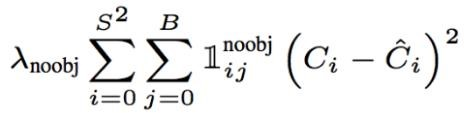 λ_noobj ∑_{i=0}^{S^2} ∑_{j=0}^{B} 𝟙_{ij}^{noobj} (C_i − Ĉ_i)^2